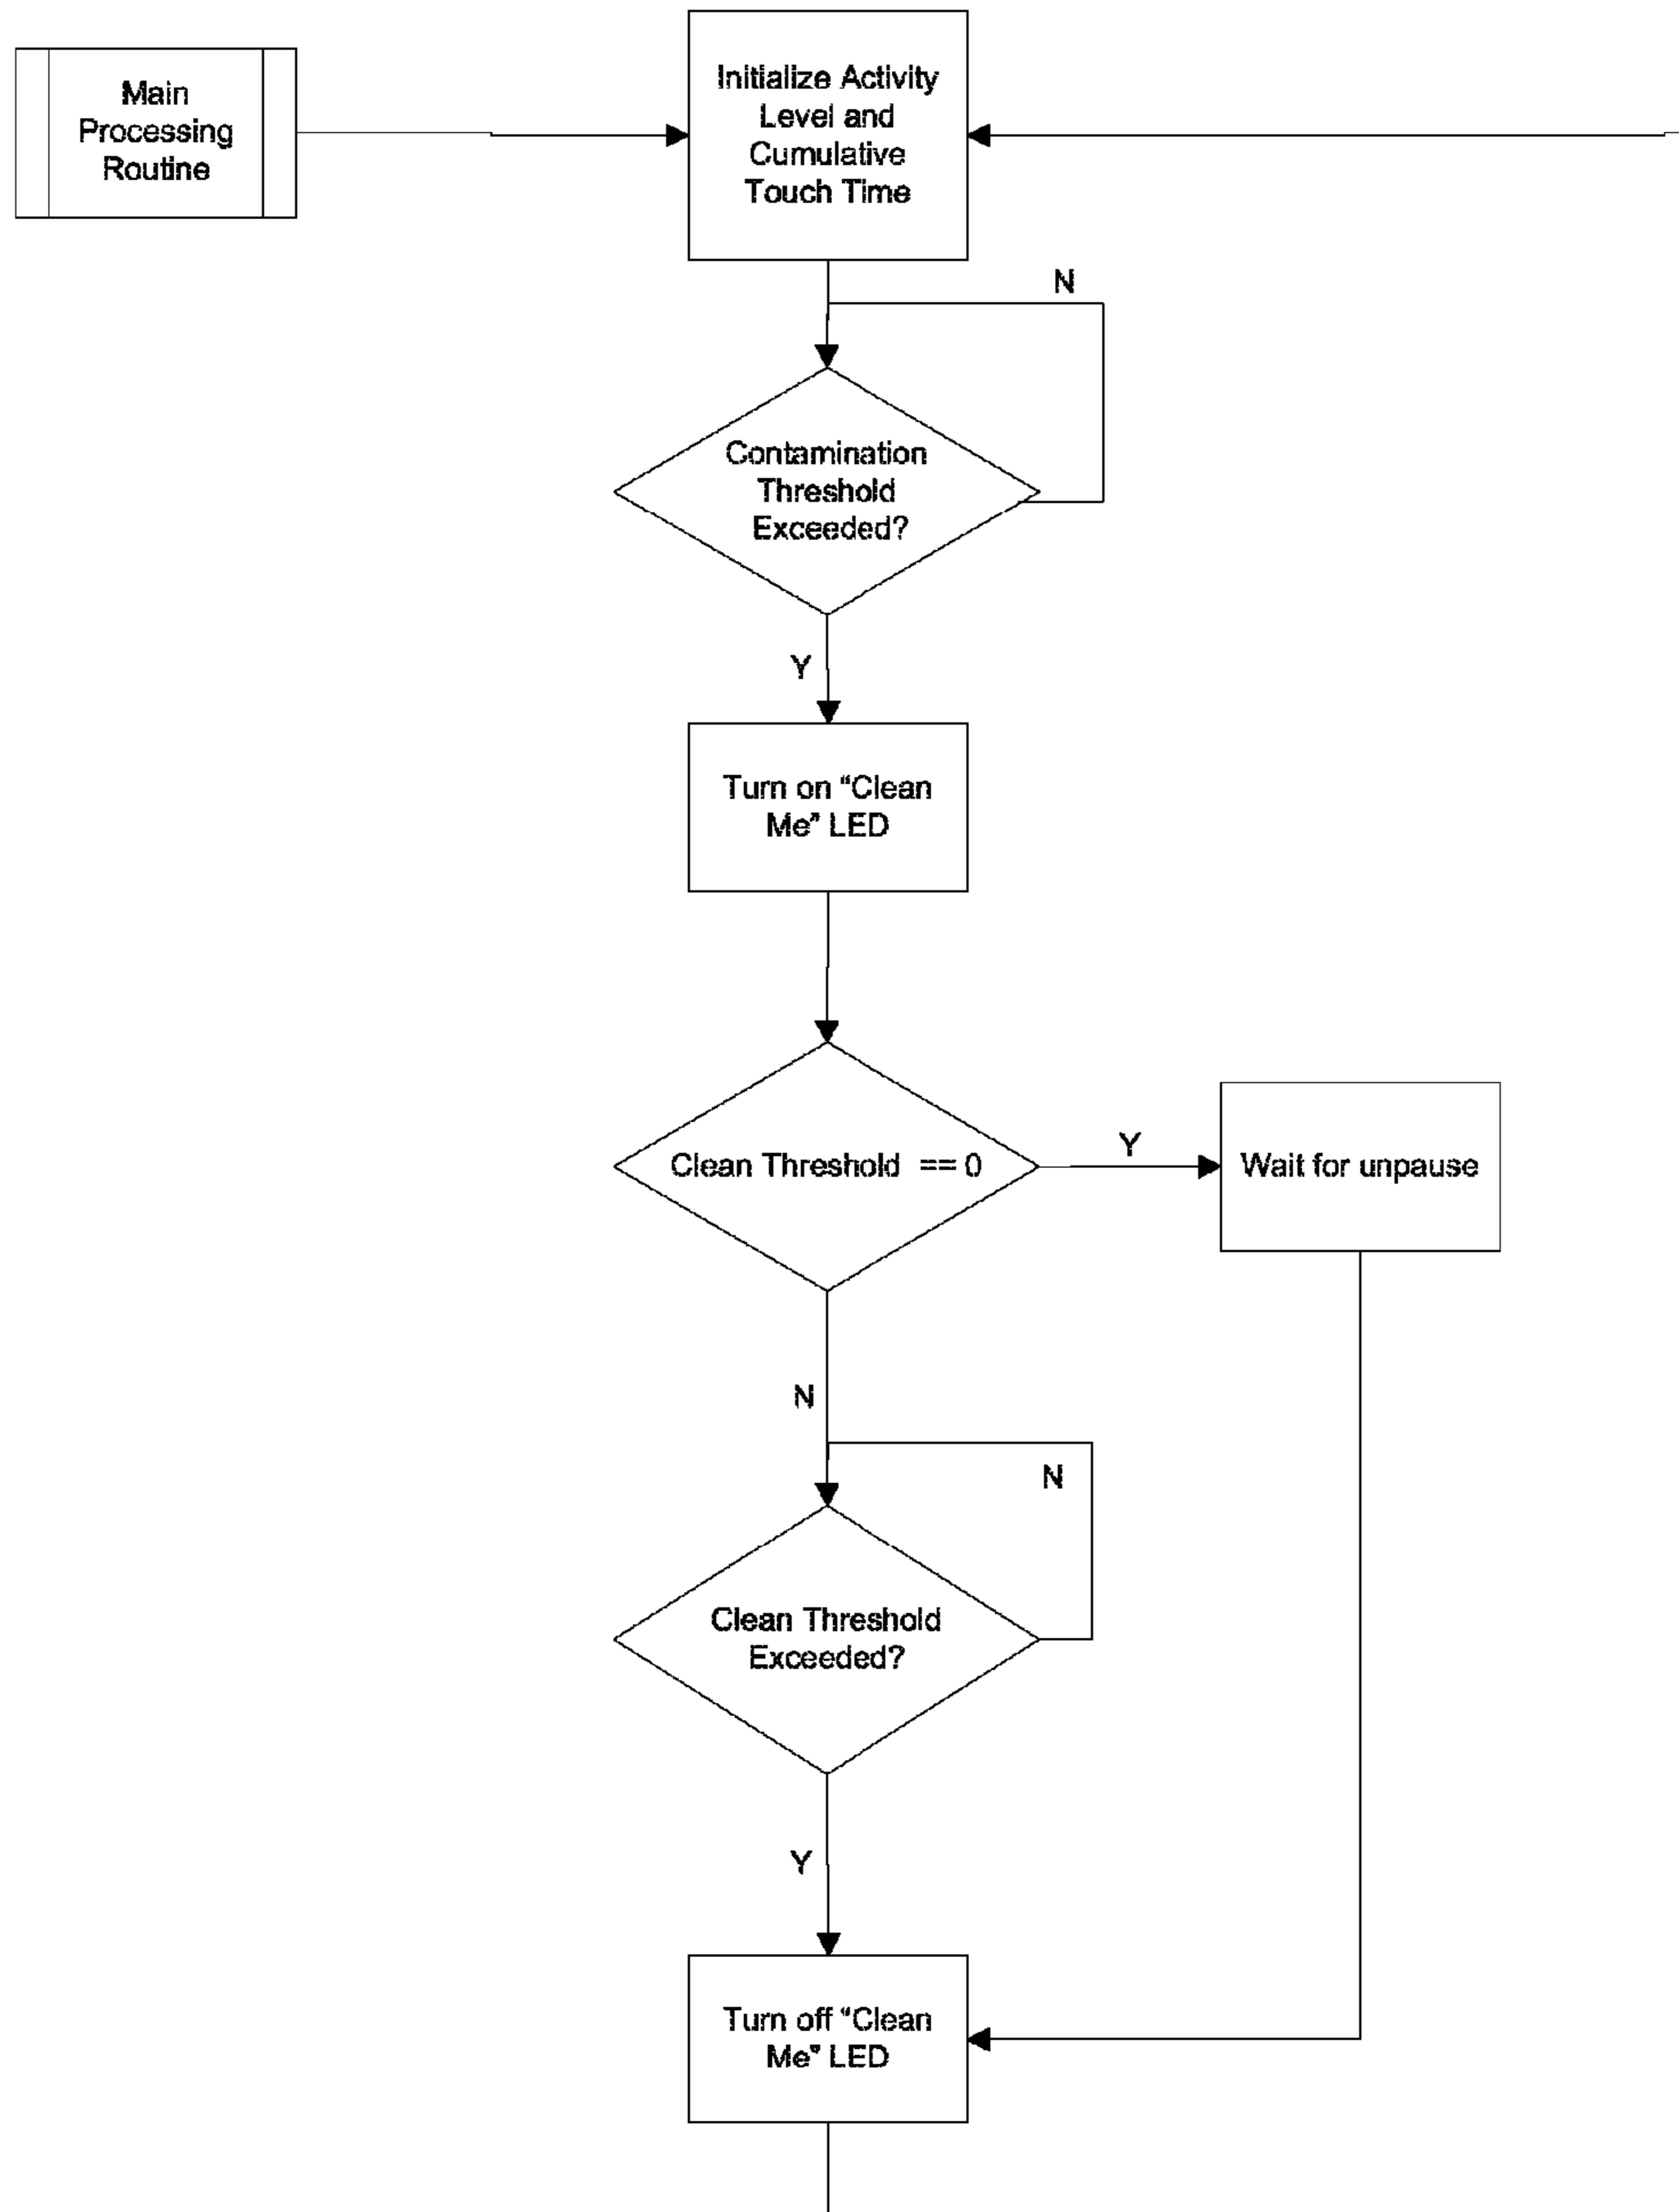 Main
Processing
Routine
Initialize Activity
Level and
Cumulative
Touch Time
N
Contamination
Threshold
Exceeded?
Y
Turn on “Clean
Me” LED
Clean Threshold == 0
Y
Wait for unpause
N
N
Clean Threshold
Exceeded?
Y
Turn off “Clean
Me” LED